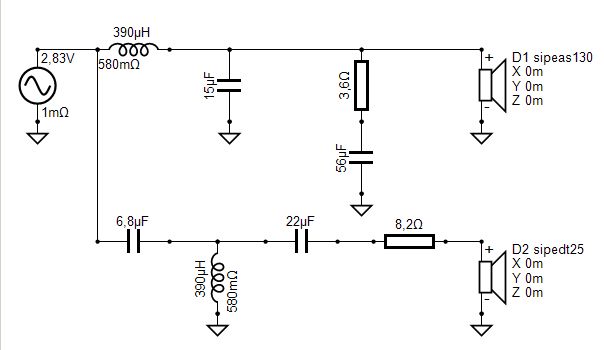 390µH
2,83V
580mΩ
1mΩ
15µF
3,6Ω
56µF
D1 sipeas130
X 0m
Y 0m
Z 0m
+
-
6,8µF
390µH
580mΩ
22µF
8,2Ω
D2 sipedt25
X 0m
Y 0m
Z 0m
+
-